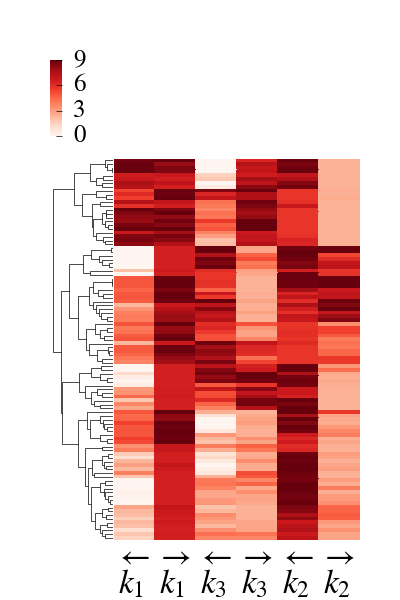 9
6
3
0
← → ← → ← →
k₁ k₁ k₃ k₃ k₂ k₂